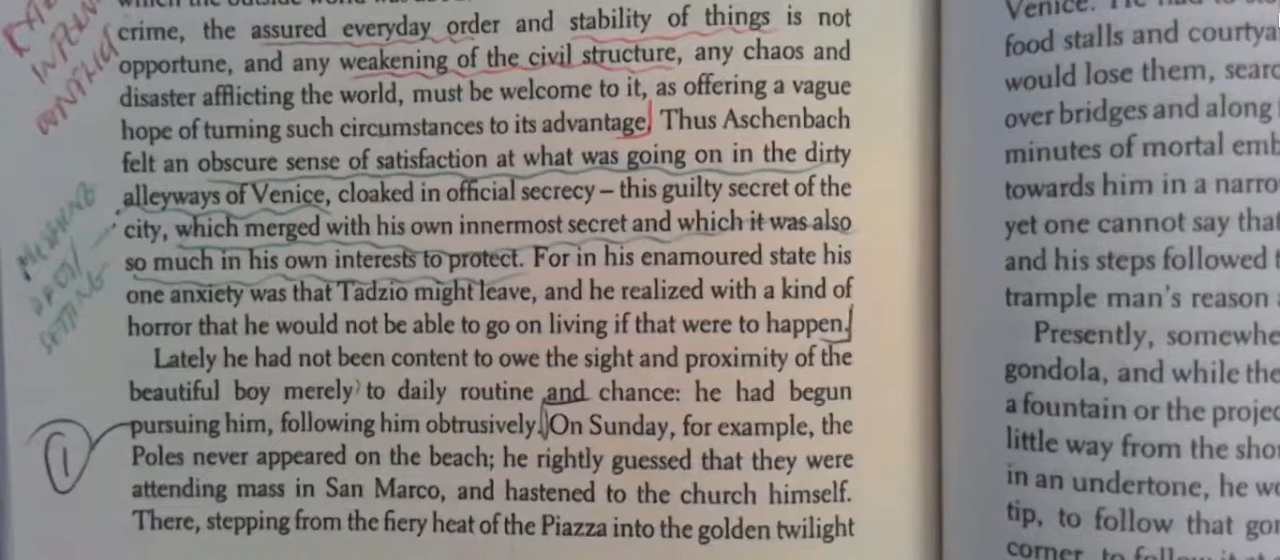 crime, the assured everyday order and stability of things is not
opportune, and any weakening of the civil structure, any chaos and
disaster afflicting the world, must be welcome to it, as offering a vague
hope of turning such circumstances to its advantage. Thus Aschenbach
felt an obscure sense of satisfaction at what was going on in the dirty
alleyways of Venice, cloaked in official secrecy – this guilty secret of the
city, which merged with his own innermost secret and which it was also
so much in his own interests to protect. For in his enamoured state his
one anxiety was that Tadzio might leave, and he realized with a kind of
horror that he would not be able to go on living if that were to happen.
Lately he had not been content to owe the sight and proximity of the
beautiful boy merely to daily routine and chance: he had begun
pursuing him, following him obtrusively. On Sunday, for example, the
Poles never appeared on the beach; he rightly guessed that they were
attending mass in San Marco, and hastened to the church himself.
There, stepping from the fiery heat of the Piazza into the golden twilight
INTERNAL
CONFLICT
SETTING
1
Venice. He had to
food stalls and
would lose them,
over bridges and along
minutes of mortal
towards him in a
yet one cannot say that
and his steps followed
trample man's reason
Presently,
gondola, and while the
a fountain or the
little way from the
in an undertone, he
tip, to follow that
corner, to follow it